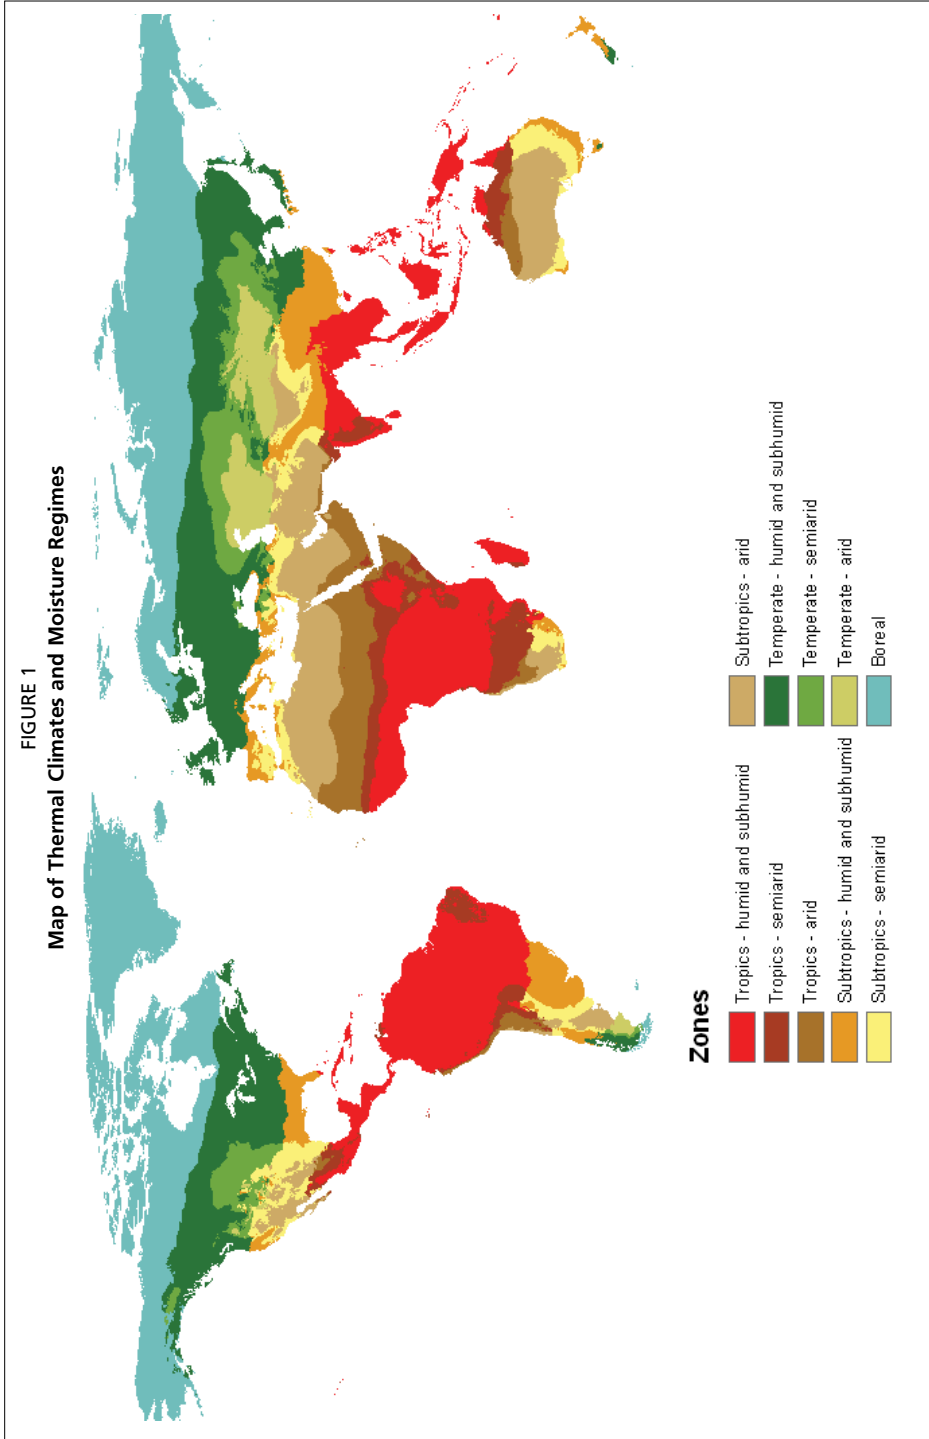 FIGURE 1
Map of Thermal Climates and Moisture Regimes
Zones
Tropics - humid and subhumid
Tropics - semiarid
Tropics - arid
Subtropics - humid and subhumid
Subtropics - semiarid
Subtropics - arid
Temperate - humid and subhumid
Temperate - semiarid
Temperate - arid
Boreal